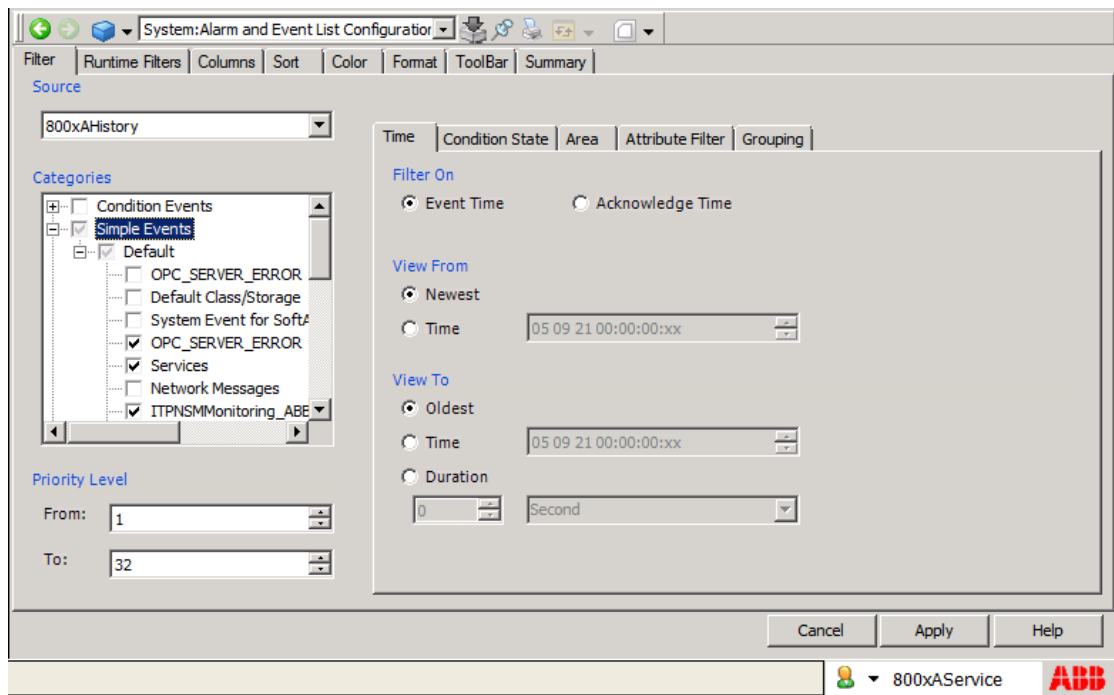 System:Alarm and Event List Configuration
Filter Runtime Filters Columns Sort Color Format ToolBar Summary
Source
800xAHistory
Categories
Condition Events
Simple Events
Default
OPC_SERVER_ERROR
Default Class/Storage
System Event for SoftA
OPC_SERVER_ERROR
Services
Network Messages
ITPNSMMonitoring_ABB
Priority Level
From: 1
To: 32
Time Condition State Area Attribute Filter Grouping
Filter On
Event Time Acknowledge Time
View From
Newest
Time 05 09 21 00:00:00:xx
View To
Oldest
Time 05 09 21 00:00:00:xx
Duration
0 Second
Cancel Apply Help
800xAService ABB